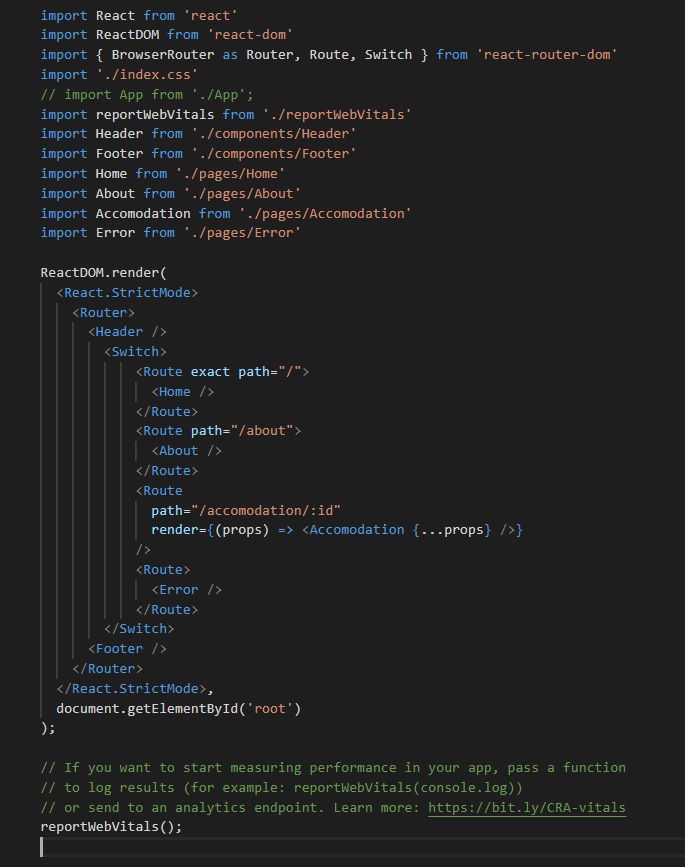 import React from 'react'
import ReactDOM from 'react-dom'
import { BrowserRouter as Router, Route, Switch } from 'react-router-dom'
import './index.css'
// import App from './App';
import reportWebVitals from './reportWebVitals'
import Header from './components/Header'
import Footer from './components/Footer'
import Home from './pages/Home'
import About from './pages/About'
import Accomodation from './pages/Accomodation'
import Error from './pages/Error'

ReactDOM.render(
  <React.StrictMode>
    <Router>
      <Header />
        <Switch>
            <Route exact path="/">
              <Home />
            </Route>
            <Route path="/about">
              <About />
            </Route>
            <Route
              path="/accomodation/:id"
              render={(props) => <Accomodation {...props} />}
            />
            <Route>
              <Error />
            </Route>
        </Switch>
      <Footer />
    </Router>
  </React.StrictMode>,
  document.getElementById('root')
);

// If you want to start measuring performance in your app, pass a function
// to log results (for example: reportWebVitals(console.log))
// or send to an analytics endpoint. Learn more: https://bit.ly/CRA-vitals
reportWebVitals();